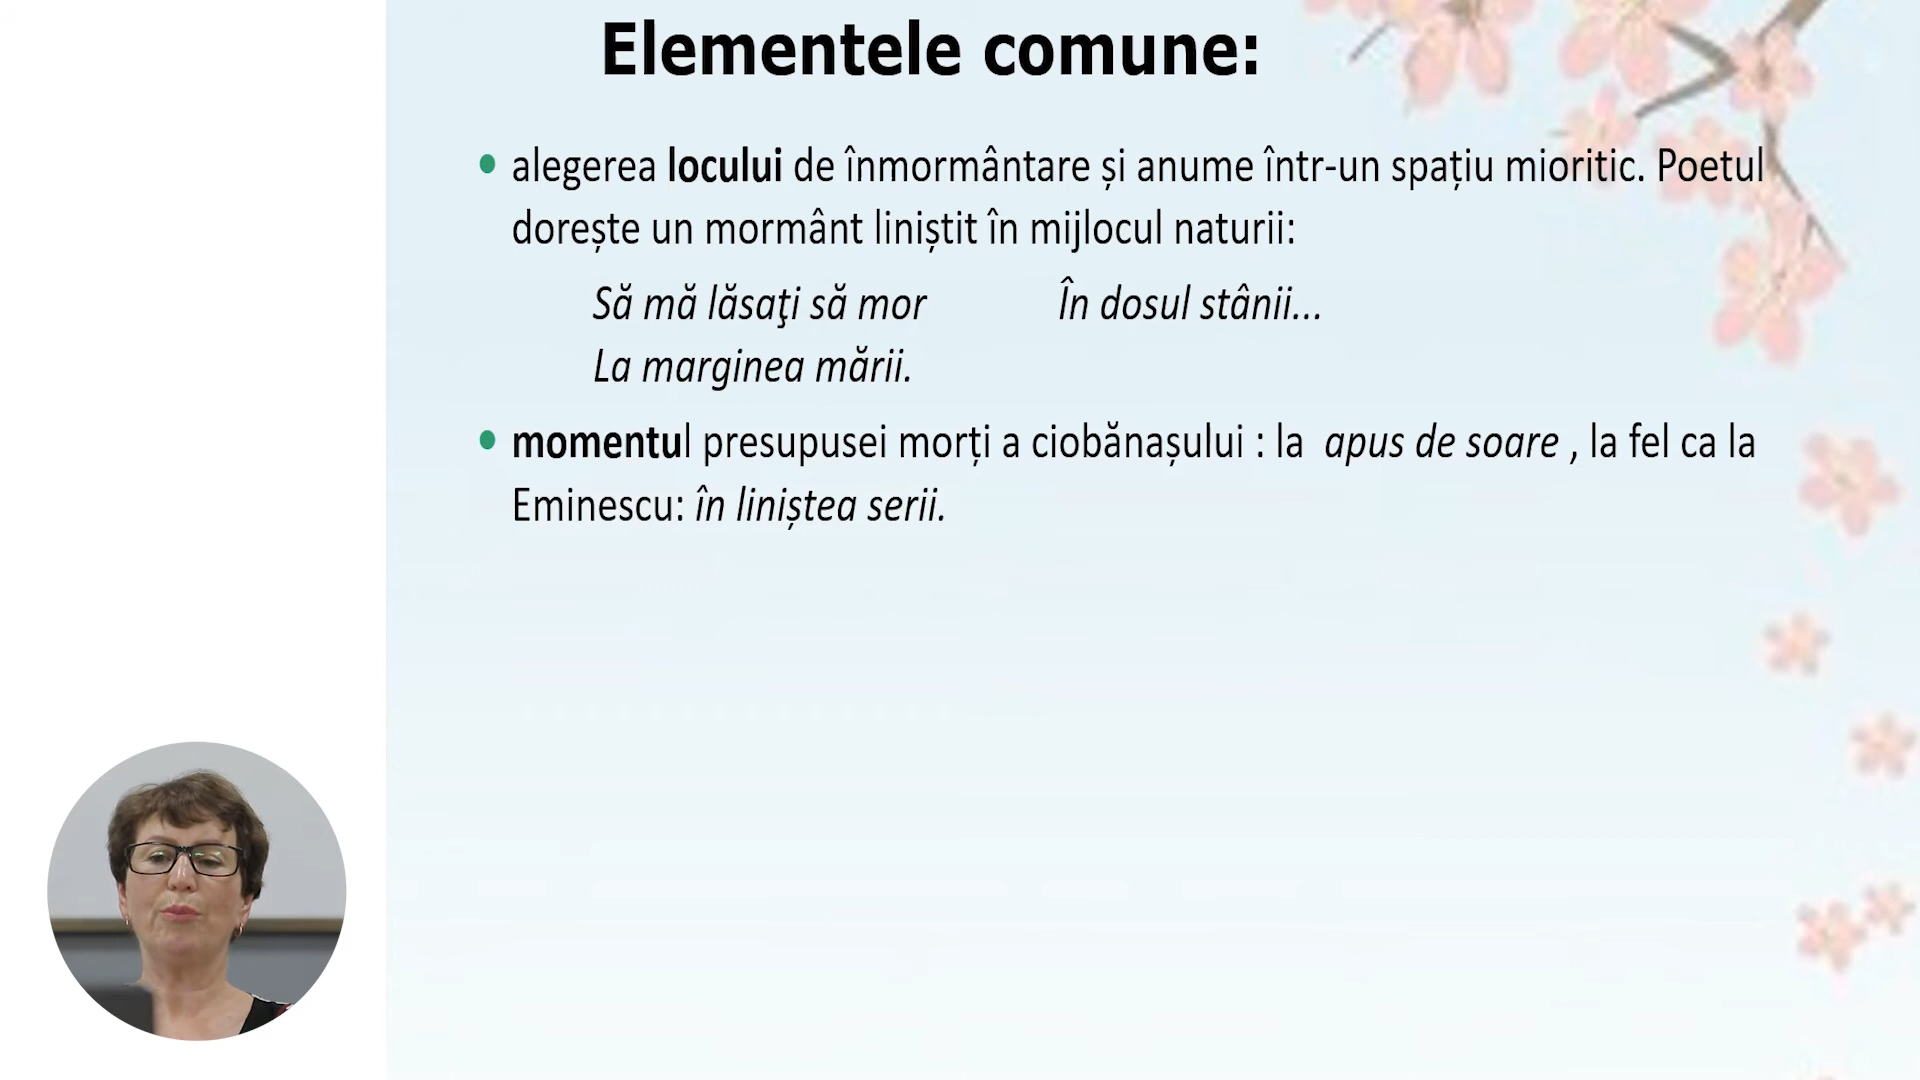 Elementele comune:
• alegerea locului de înmormântare și anume într-un spațiu mioritic. Poetul
dorește un mormânt liniștit în mijlocul naturii:
Să mă lăsaţi să mor În dosul stânii...
La marginea mării.
• momentul presupusei morți a ciobănașului : la apus de soare , la fel ca la
Eminescu: în liniștea serii.